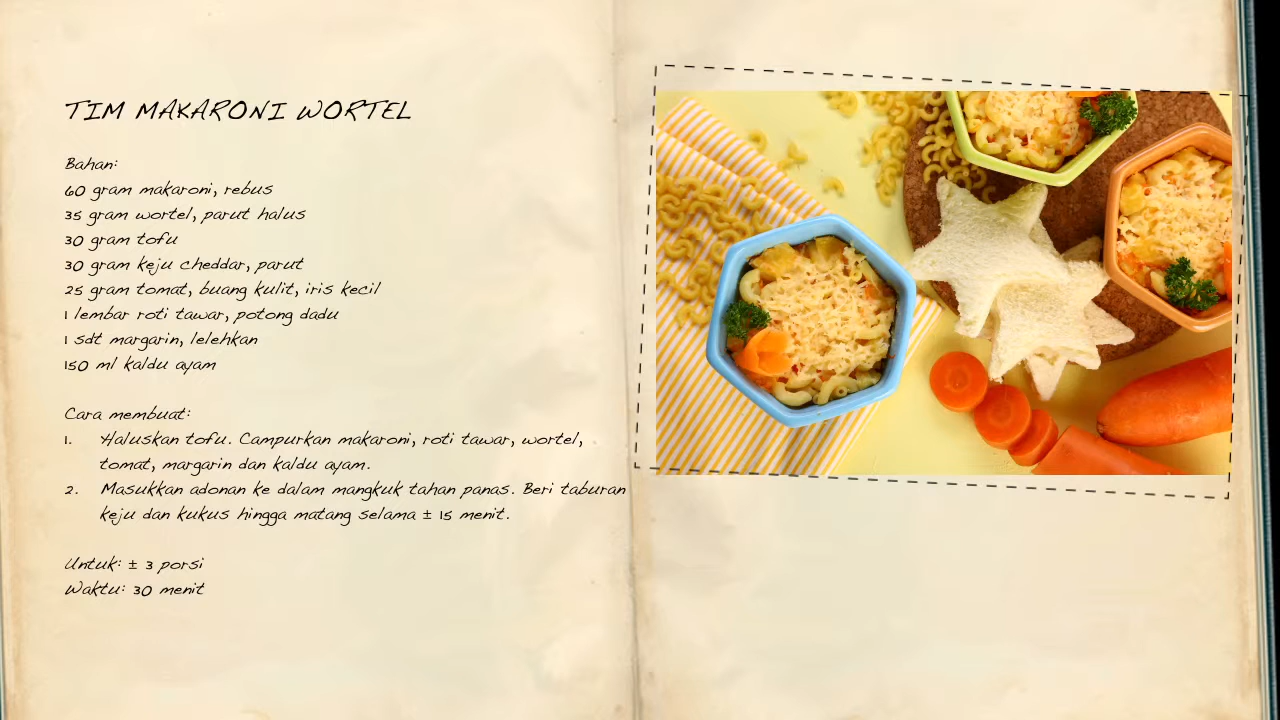 TIM MAKARONI WORTEL
Bahan:
60 gram makaroni, rebus
35 gram wortel, parut halus
30 gram tofu
30 gram keju cheddar, parut
25 gram tomat, buang kulit, iris kecil
1 lembar roti tawar, potong dadu
1 sdt margarin, lelehkan
150 ml kaldu ayam
Cara membuat:
1. Haluskan tofu. Campurkan makaroni, roti tawar, wortel,
tomat, margarin dan kaldu ayam.
2. Masukkan adonan ke dalam mangkuk tahan panas. Beri taburan
keju dan kukus hingga matang selama ± 15 menit.
Untuk: ± 3 porsi
Waktu: 30 menit